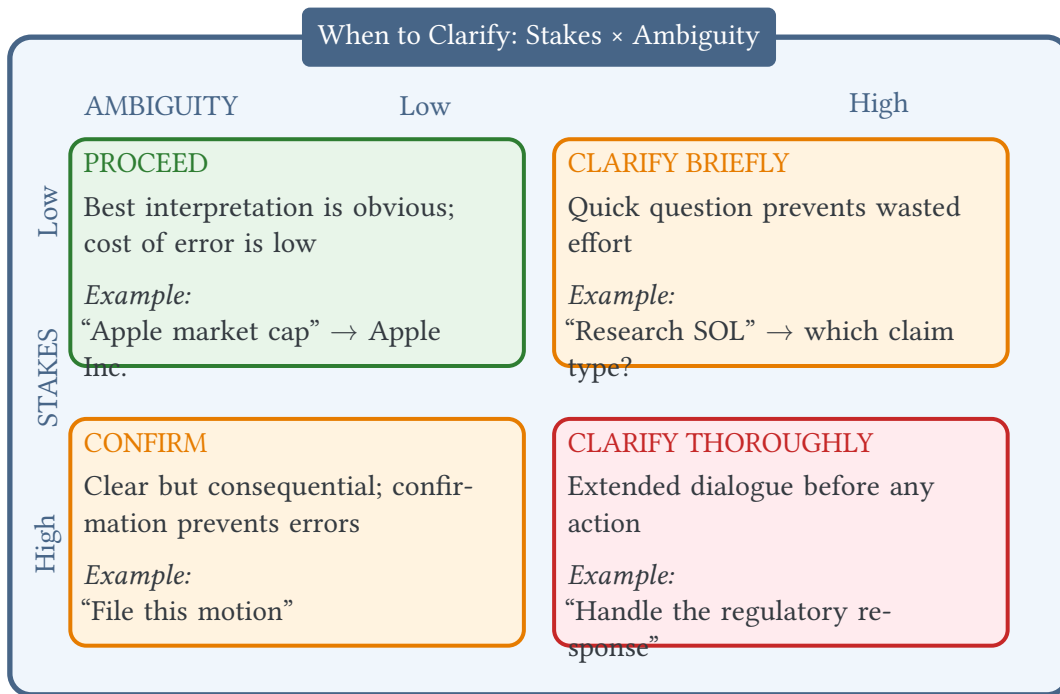 When to Clarify: Stakes × Ambiguity
AMBIGUITY
Low
High
STAKES
Low
High
PROCEED
Best interpretation is obvious;
cost of error is low
Example:
“Apple market cap” → Apple
Inc.
CLARIFY BRIEFLY
Quick question prevents wasted
effort
Example:
“Research SOL” → which claim
type?
CONFIRM
Clear but consequential; confir-
mation prevents errors
Example:
“File this motion”
CLARIFY THOROUGHLY
Extended dialogue before any
action
Example:
“Handle the regulatory re-
sponse”